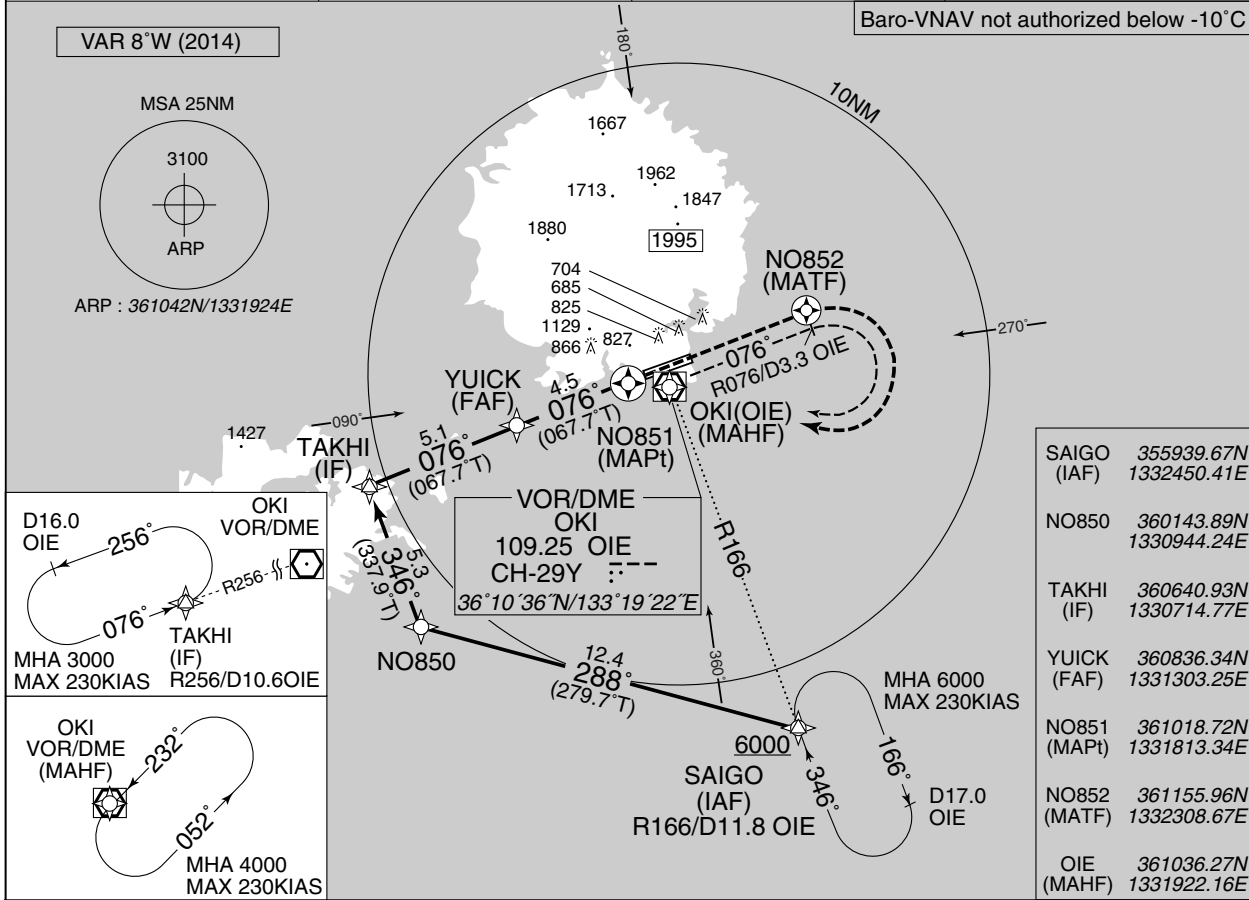 Baro-VNAV not authorized below -10˚C
VAR 8˚W (2014)
MSA 25NM
3100
ARP
ARP : 361042N/1331924E
180˚
10NM
1667
1962
1713
1847
1880
1995
704
685
825
1129
866
827
NO852
(MATF)
270˚
076˚
R076/D3.3 OIE
YUICK
(FAF)
4.5
076˚
(067.7˚T)
NO851
(MAPt)
OKI(OIE)
(MAHF)
090˚
1427
TAKHI
(IF)
5.1
076˚
(067.7˚T)
VOR/DME
OKI
109.25 OIE
CH-29Y
36˚10´36˝N/133˚19´22˝E
R166
5.3
346˚
(337.9˚T)
NO850
12.4
288˚
(279.7˚T)
360˚
6000
SAIGO
(IAF)
R166/D11.8 OIE
MHA 6000
MAX 230KIAS
166˚
346˚
D17.0
OIE
D16.0
OIE
OKI
VOR/DME
256˚
R256
076˚
TAKHI
(IF)
R256/D10.6OIE
MHA 3000
MAX 230KIAS
OKI
VOR/DME
(MAHF)
232˚
052˚
MHA 4000
MAX 230KIAS
SAIGO 355939.67N
(IAF) 1332450.41E
NO850 360143.89N
1330944.24E
TAKHI 360640.93N
(IF) 1330714.77E
YUICK 360836.34N
(FAF) 1331303.25E
NO851 361018.72N
(MAPt) 1331813.34E
NO852 361155.96N
(MATF) 1332308.67E
OIE 361036.27N
(MAHF) 1331922.16E